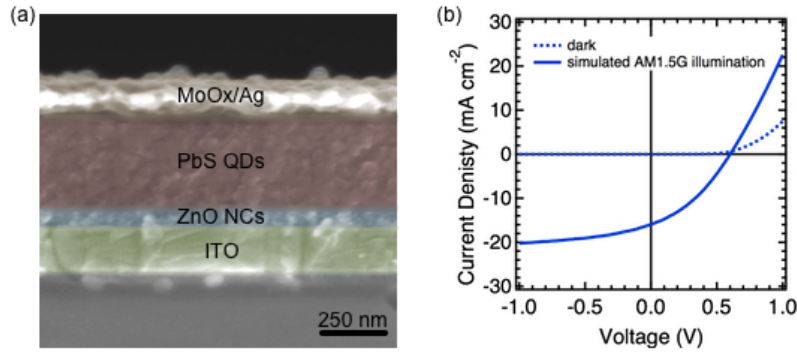 (a)
MoOx/Ag
PbS QDs
ZnO NCs
ITO
250 nm
(b)
dark
simulated AM1.5G illumination
30
20
10
0
-10
-20
-30
Current Denisty (mA cm-2)
-1.0 -0.5 0.0 0.5 1.0
Voltage (V)